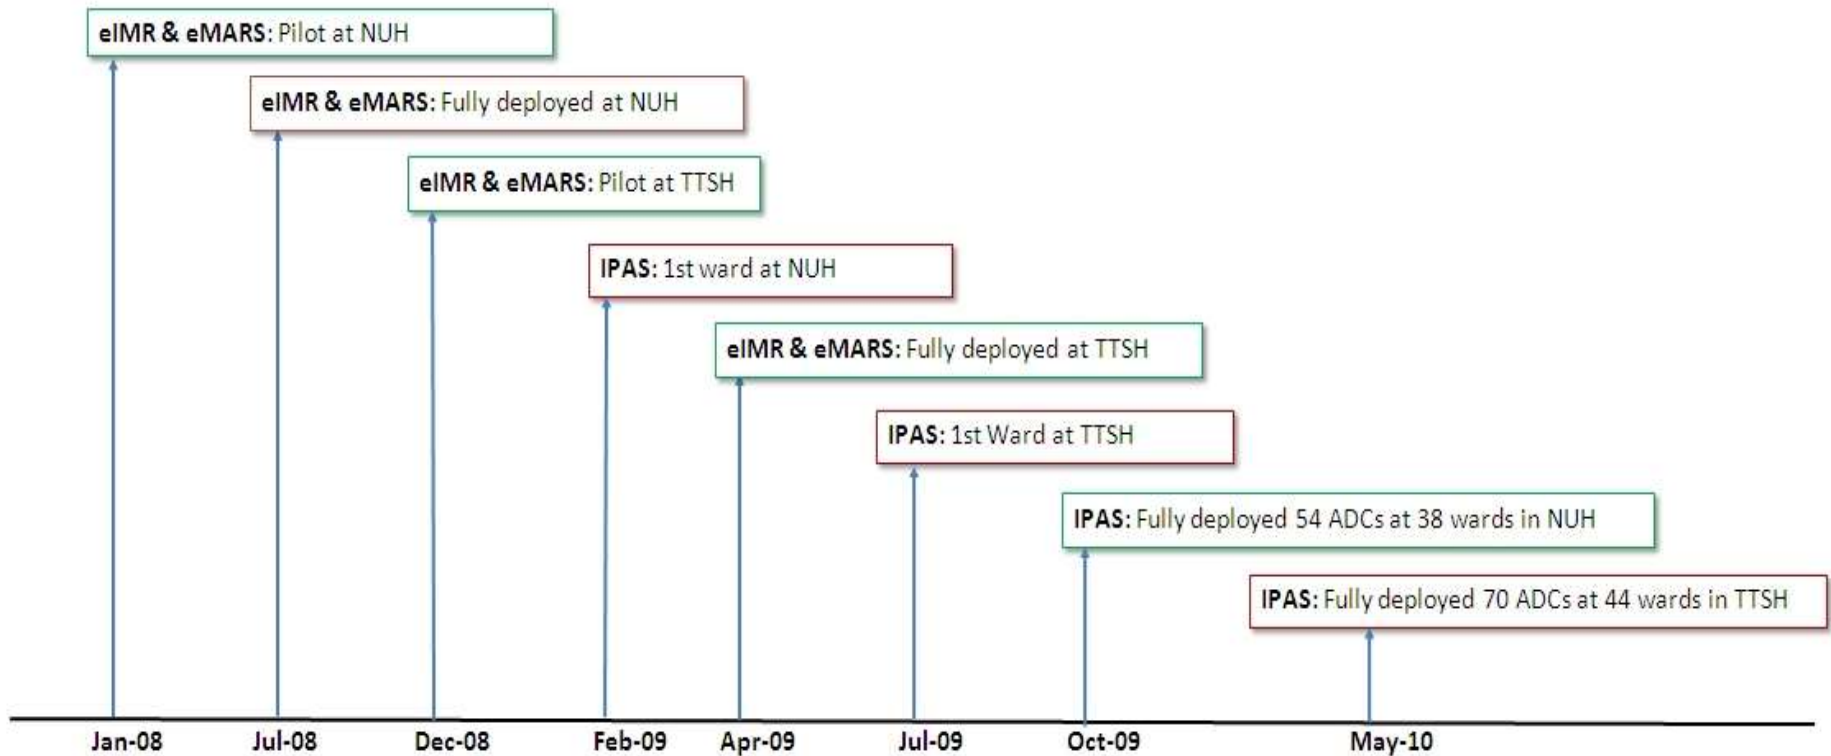 eIMR & eMARS: Pilot at NUH
eIMR & eMARS: Fully deployed at NUH
eIMR & eMARS: Pilot at TTSH
IPAS: 1st ward at NUH
eIMR & eMARS: Fully deployed at TTSH
IPAS: 1st Ward at TTSH
IPAS: Fully deployed 54 ADCs at 38 wards in NUH
IPAS: Fully deployed 70 ADCs at 44 wards in TTSH
Jan-08 Jul-08 Dec-08 Feb-09 Apr-09 Jul-09 Oct-09 May-10